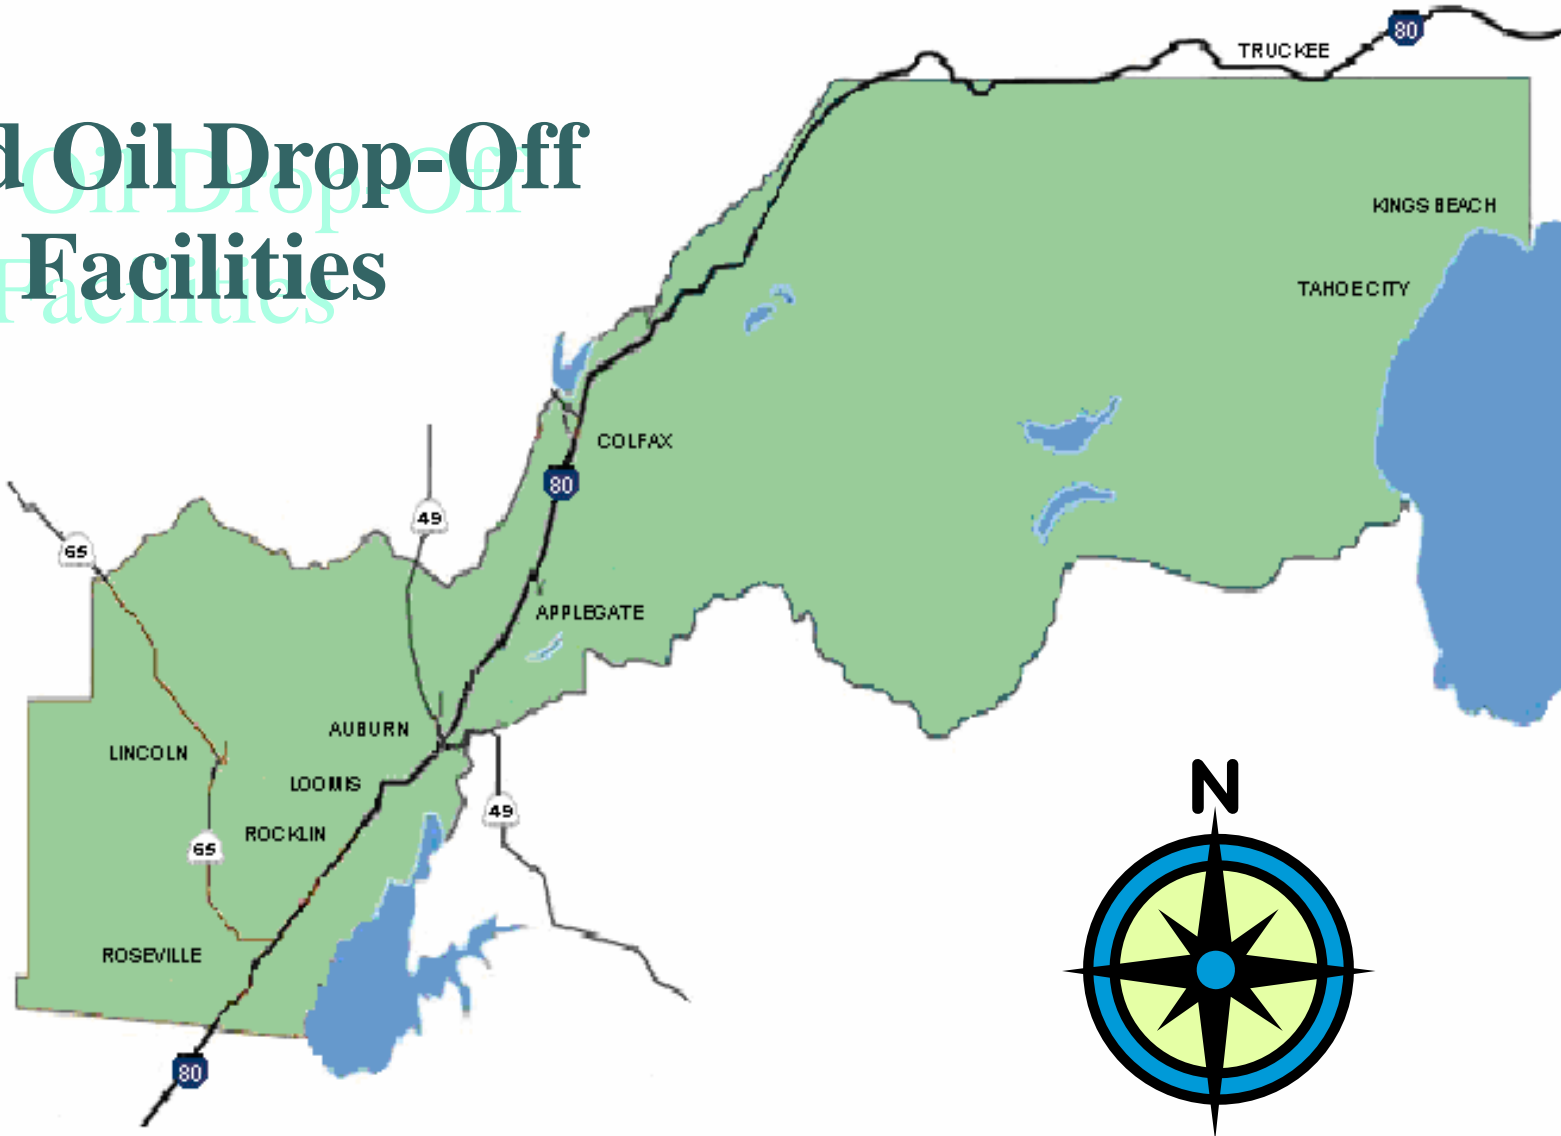 80
TRUCKEE
d Oil Drop-Off
Facilities
KINGS BEACH
TAHOE CITY
COLFAX
80
49
65
APPLEGATE
AUBURN
LINCOLN
LOOMIS
N
49
ROCKLIN
65
ROSEVILLE
80